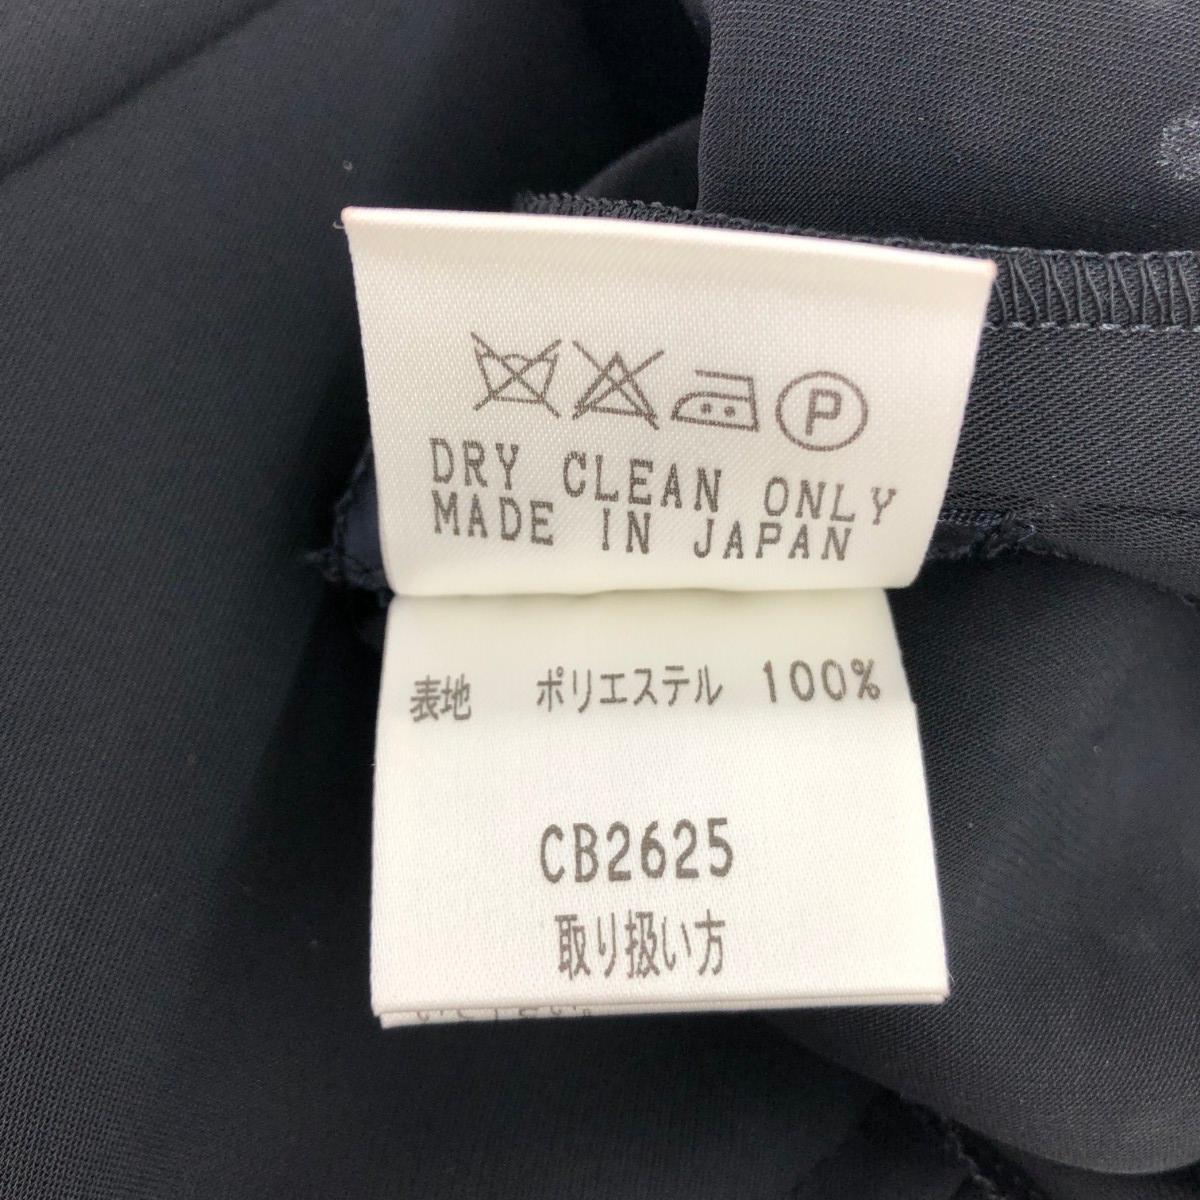 P
DRY CLEAN ONLY
MADE IN JAPAN
表地 ポリエステル 100%
CB2625
取り扱い方